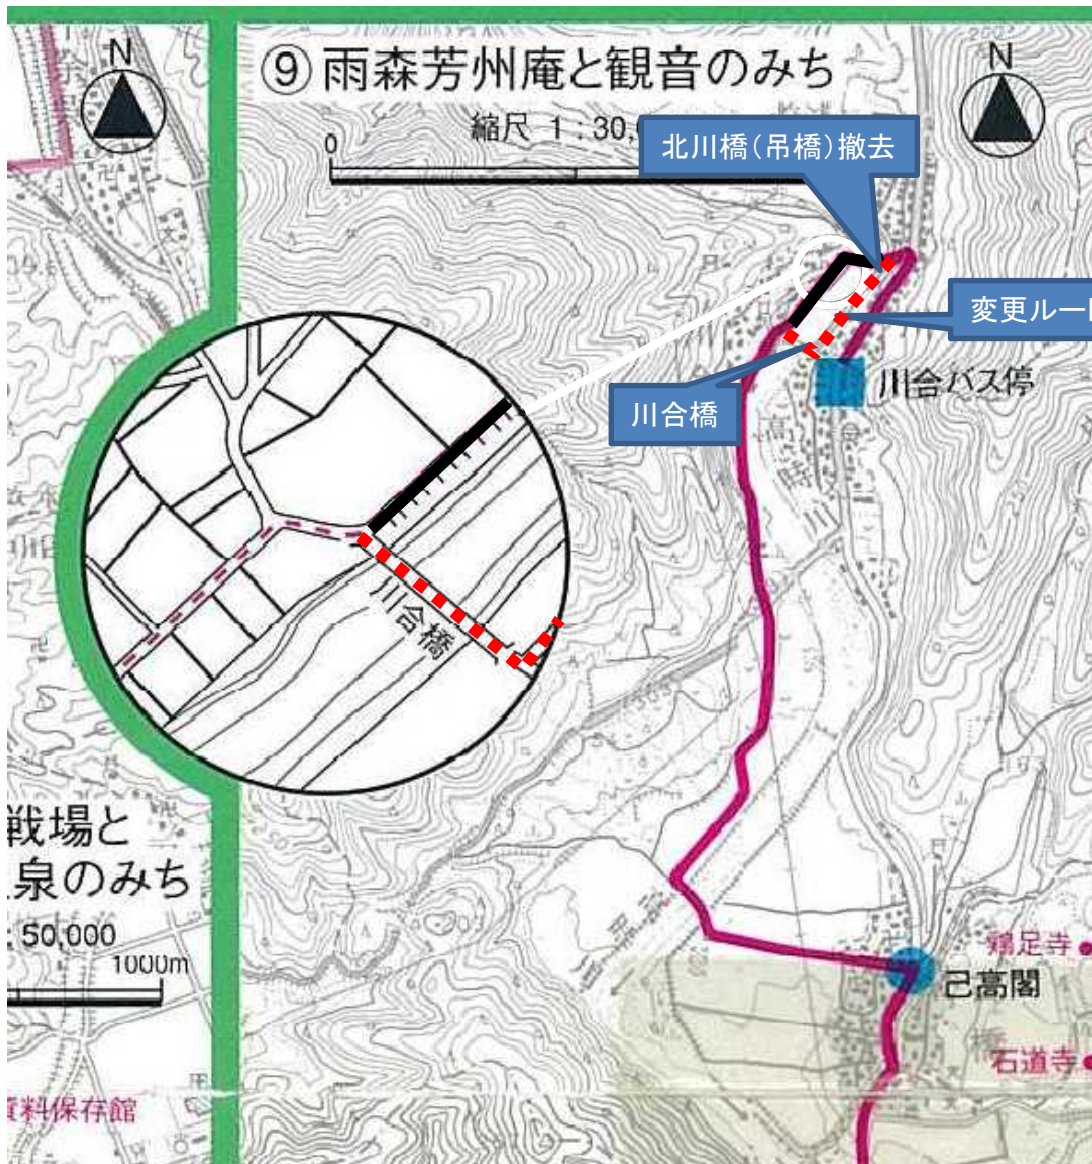 N
⑨雨森芳州庵と観音のみち
N
縮尺 1:30,
0
北川橋(吊橋)撤去
変更ルー
川合バス停
川合橋
高時川
川合橋
戦場と
泉のみち
50,000
1000m
鶏足寺
己高閣
石道寺
資料保存館